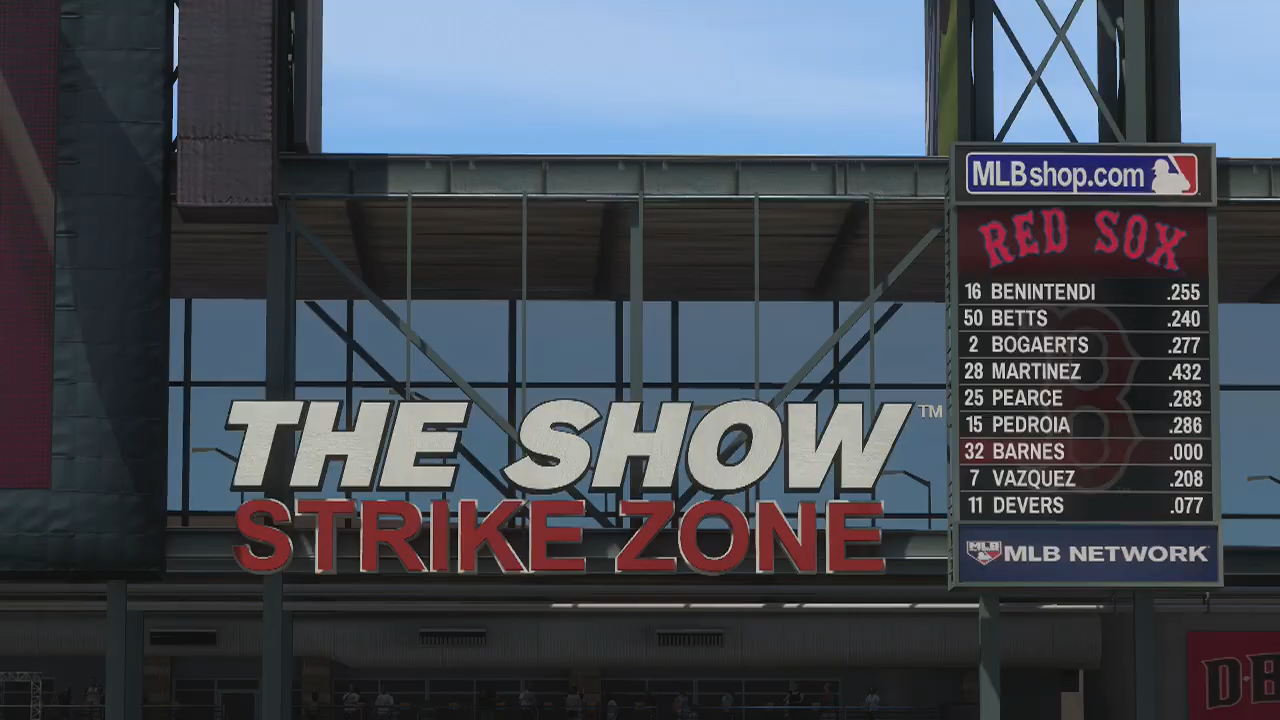 MLBshop.com
RED SOX
16 BENINTENDI .255
50 BETTS .240
2 BOGAERTS .277
28 MARTINEZ .432
25 PEARCE .283
15 PEDROIA .286
32 BARNES .000
7 VAZQUEZ .208
11 DEVERS .077
MLB NETWORK
THE SHOW™
STRIKE ZONE